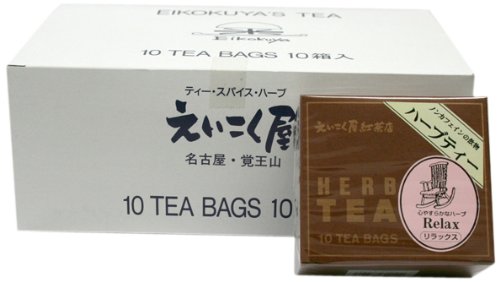 EIKOKUYA'S TEA
Eikokuya
10 TEA BAGS 10箱入
ティー・スパイス・ハーブ
えいこく屋
名古屋・覚王山
10 TEA BAGS 10
えいこく屋紅茶店
ノンカフェインの飲物
ハーブティー
HERB
TEA
10 TEA BAGS
心やすらかなハーブ
Relax
リラックス